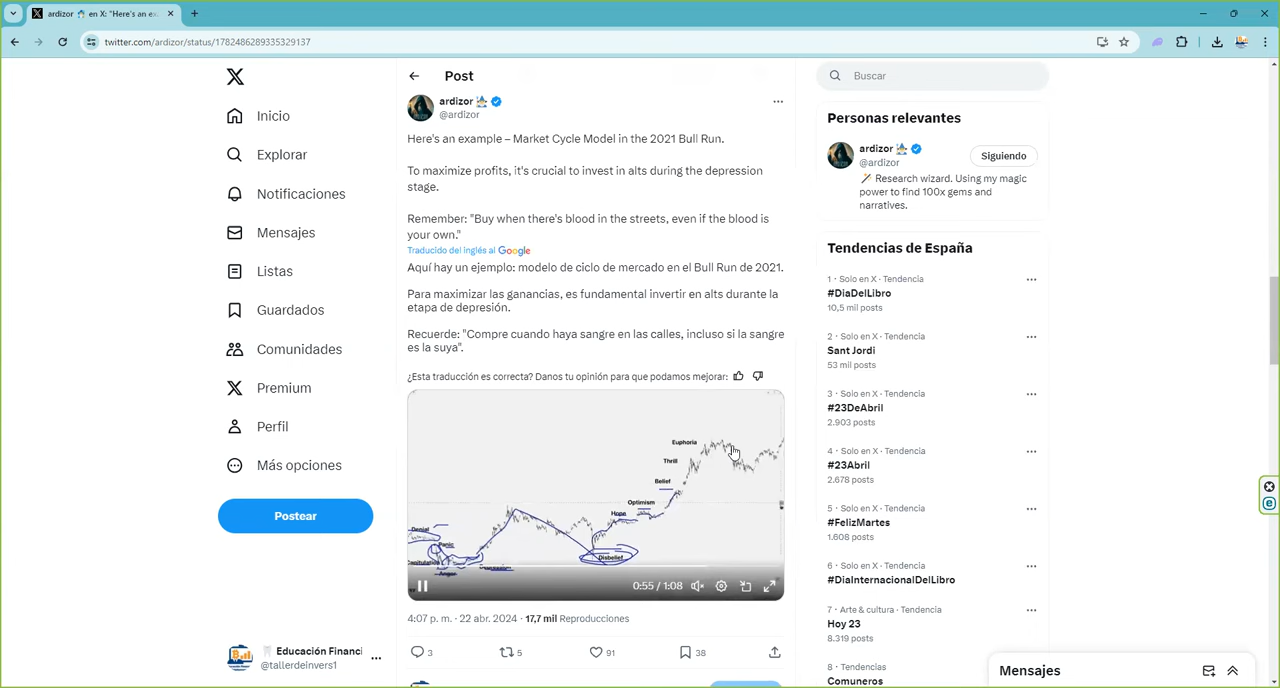 ardizor en X: "Here's an exa
twitter.com/ardizor/status/1782486289335329137
Inicio
Explorar
Notificaciones
Mensajes
Listas
Guardados
Comunidades
Premium
Perfil
Más opciones
Postear
Educación Financi
@tallerdeinvers1
Post
ardizor
@ardizor
Here's an example – Market Cycle Model in the 2021 Bull Run.
To maximize profits, it's crucial to invest in alts during the depression
stage.
Remember: "Buy when there's blood in the streets, even if the blood is
your own."
Traducido del inglés al Google
Aquí hay un ejemplo: modelo de ciclo de mercado en el Bull Run de 2021.
Para maximizar las ganancias, es fundamental invertir en alts durante la
etapa de depresión.
Recuerde: "Compre cuando haya sangre en las calles, incluso si la sangre
es la suya".
¿Esta traducción es correcta? Danos tu opinión para que podamos mejorar:
Euphoria
Thrill
Belief
Optimism
Hope
Denial
Panic
Disbelief
Capitulation
Anger
Depression
0:55 / 1:08
4:07 p. m. · 22 abr. 2024 · 17,7 mil Reproducciones
3
5
91
38
Buscar
Personas relevantes
ardizor
@ardizor
Siguiendo
Research wizard. Using my magic
power to find 100x gems and
narratives.
Tendencias de España
1 · Solo en X · Tendencia
#DiaDelLibro
10,5 mil posts
2 · Solo en X · Tendencia
Sant Jordi
53 mil posts
3 · Solo en X · Tendencia
#23DeAbril
2.903 posts
4 · Solo en X · Tendencia
#23Abril
2.678 posts
5 · Solo en X · Tendencia
#FelizMartes
1.608 posts
6 · Solo en X · Tendencia
#DiaInternacionalDelLibro
7 · Arte & cultura · Tendencia
Hoy 23
8.319 posts
8 · Tendencias
Comuneros
Mensajes